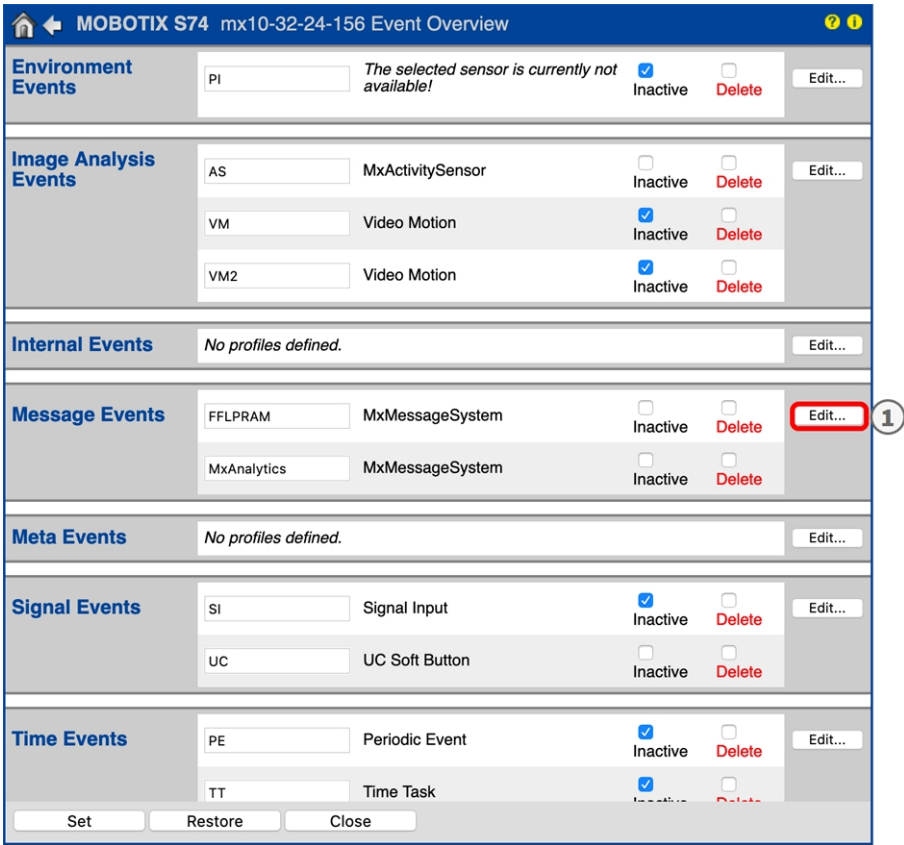 MOBOTIX S74 mx10-32-24-156 Event Overview ? i
Environment Events
PI The selected sensor is currently not available! Inactive Delete Edit...
Image Analysis Events
AS MxActivitySensor Inactive Delete Edit...
VM Video Motion Inactive Delete
VM2 Video Motion Inactive Delete
Internal Events No profiles defined. Edit...
Message Events FFLPRAM MxMessageSystem Inactive Delete Edit... 1
MxAnalytics MxMessageSystem Inactive Delete
Meta Events No profiles defined. Edit...
Signal Events SI Signal Input Inactive Delete Edit...
UC UC Soft Button Inactive Delete
Time Events PE Periodic Event Inactive Delete Edit...
TT Time Task Inactive Delete
Set Restore Close